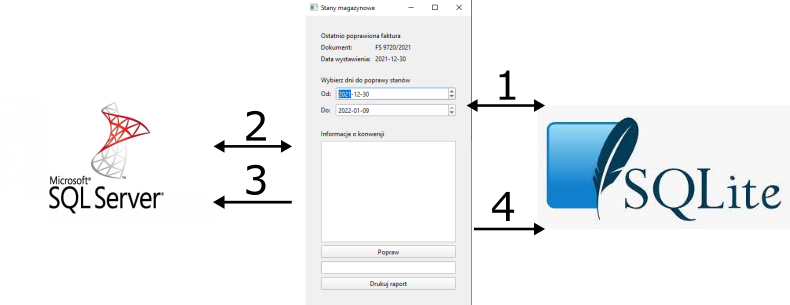 Stany magazynowe
Ostatnio poprawiona faktura
Dokument: FS 9720/2021
Data wystawienia: 2021-12-30
Wybierz dni do poprawy stanów
Od: 2021-12-30
Do: 2022-01-09
Informacje o konwersji
Popraw
Drukuj raport
1
2
3
4
Microsoft®
SQL Server®
SQLite